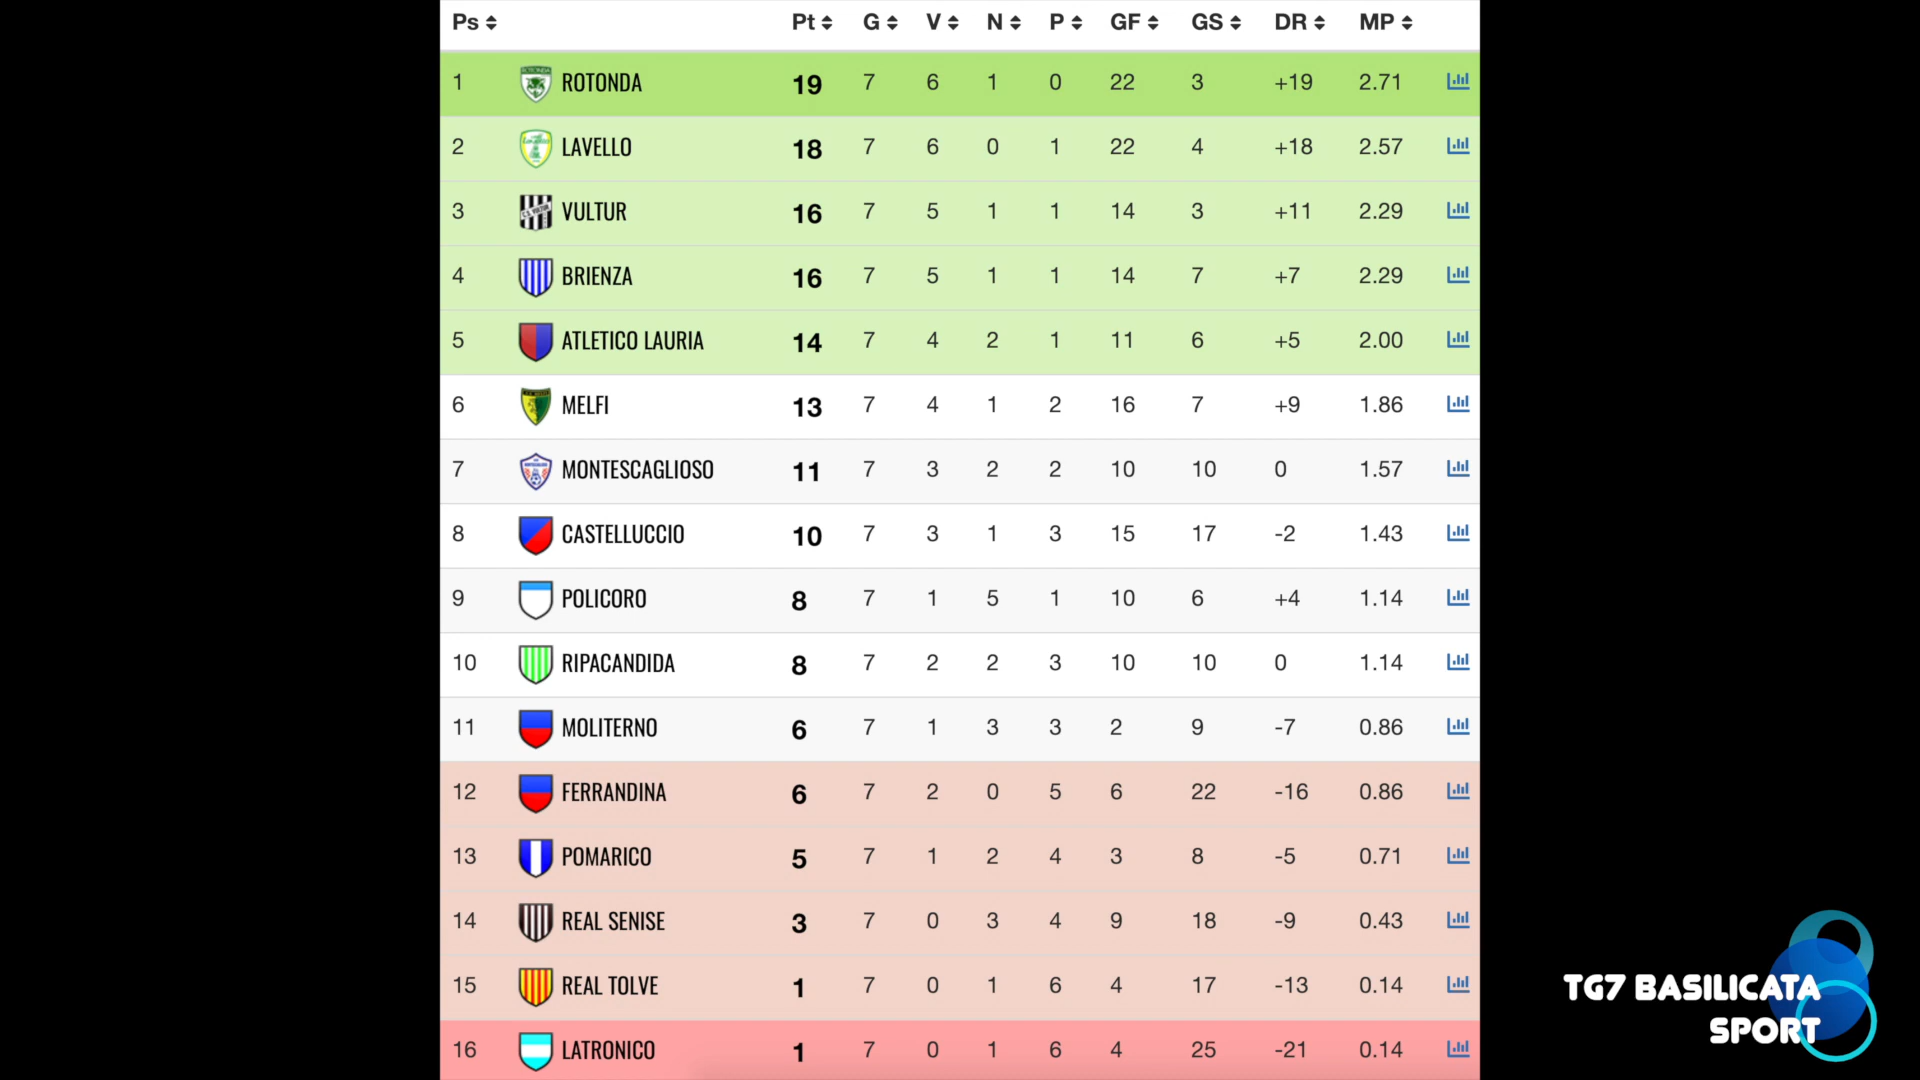 Ps Pt G V N P GF GS DR MP
1 ROTONDA 19 7 6 1 0 22 3 +19 2.71
2 LAVELLO 18 7 6 0 1 22 4 +18 2.57
3 VULTUR 16 7 5 1 1 14 3 +11 2.29
4 BRIENZA 16 7 5 1 1 14 7 +7 2.29
5 ATLETICO LAURIA 14 7 4 2 1 11 6 +5 2.00
6 MELFI 13 7 4 1 2 16 7 +9 1.86
7 MONTESCAGLIOSO 11 7 3 2 2 10 10 0 1.57
8 CASTELLUCCIO 10 7 3 1 3 15 17 -2 1.43
9 POLICORO 8 7 1 5 1 10 6 +4 1.14
10 RIPACANDIDA 8 7 2 2 3 10 10 0 1.14
11 MOLITERNO 6 7 1 3 3 2 9 -7 0.86
12 FERRANDINA 6 7 2 0 5 6 22 -16 0.86
13 POMARICO 5 7 1 2 4 3 8 -5 0.71
14 REAL SENISE 3 7 0 3 4 9 18 -9 0.43
15 REAL TOLVE 1 7 0 1 6 4 17 -13 0.14
16 LATRONICO 1 7 0 1 6 4 25 -21 0.14
TG7 BASILICATA
SPORT